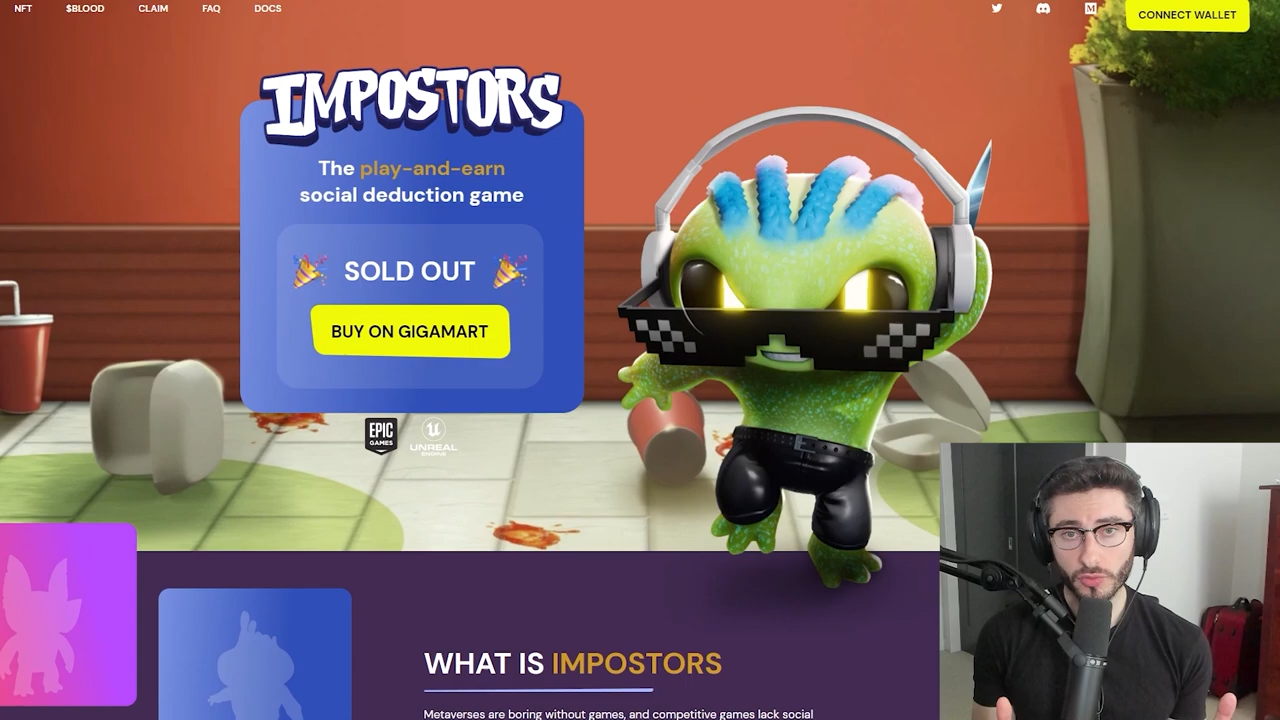 NFT $BLOOD CLAIM FAQ DOCS
M
CONNECT WALLET
IMPOSTORS
The play-and-earn
social deduction game
🎉 SOLD OUT 🎉
BUY ON GIGAMART
EPIC
GAMES
UNREAL
ENGINE
WHAT IS IMPOSTORS
Metaverses are boring without games, and competitive games lack social